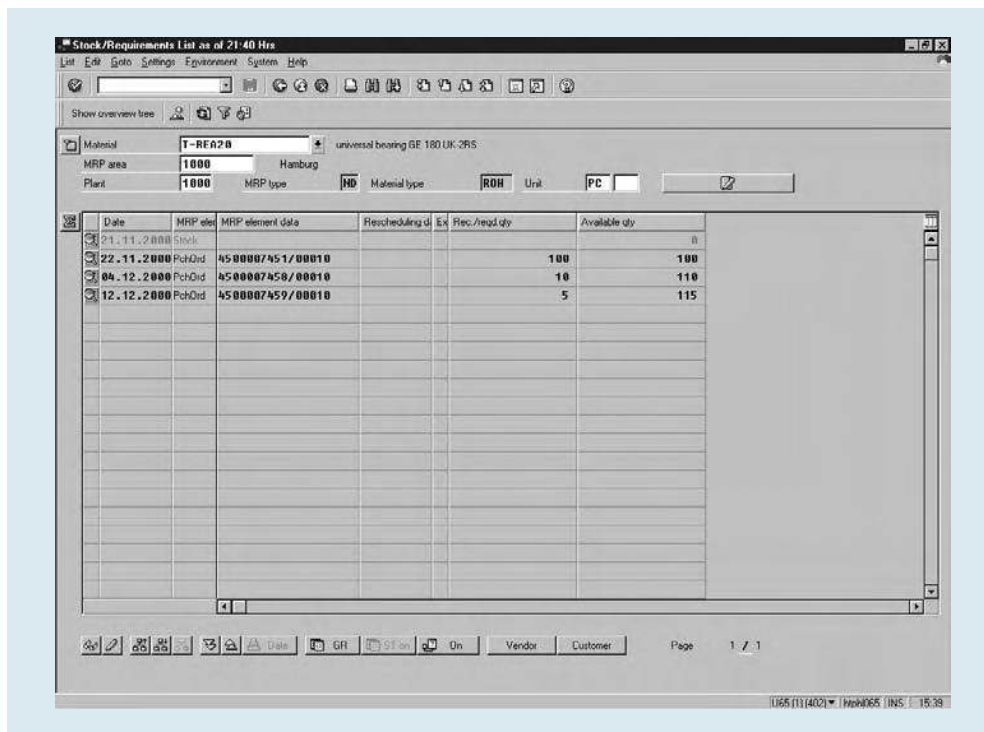 Stock/Requirements List as of 21:40 Hrs
List Edit Goto Settings Environment System Help
Show overview tree
Material T-REA20 universal bearing GE 180 UK-2RS
MRP area 1000 Hamburg
Plant 1000 MRP type ND Material type ROH Unit PC
Date MRP elei MRP element data Rescheduling d Ex Rec./reqd.qty Available qty
21.11.2000 Stock 0
22.11.2000 PchOrd 4500007451/00010 100 100
04.12.2000 PchOrd 4500007458/00010 10 110
12.12.2000 PchOrd 4500007459/00010 5 115
Date GR ST on On Vendor Customer Page 1 / 1
U65 (1) (402) INS 15:39